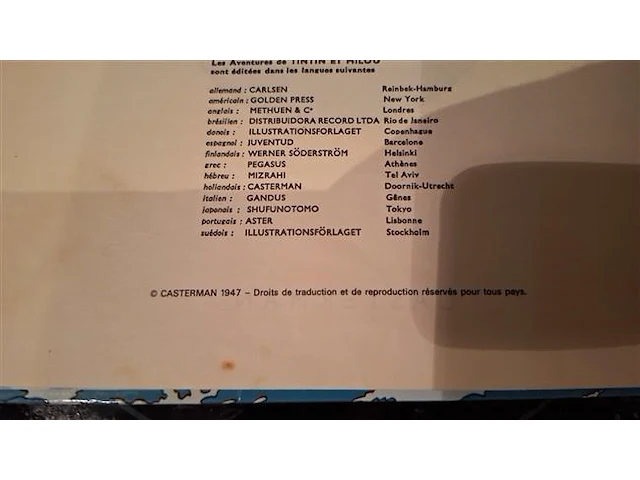 Les Aventures de TINTIN ET MILOU
sont éditées dans les langues suivantes
allemand : CARLSEN Reinbek-Hamburg
américain : GOLDEN PRESS New York
anglais : METHUEN & Cº Londres
brésilien : DISTRIBUIDORA RECORD LTDA Rio de Janeiro
danois : ILLUSTRATIONSFORLAGET Copenhague
espagnol : JUVENTUD Barcelone
finlandais : WERNER SÖDERSTRÖM Helsinki
grec : PEGASUS Athènes
hébreu : MIZRAHI Tel Aviv
hollandais : CASTERMAN Doornik-Utrecht
italien : GANDUS Gênes
japonais : SHUFUNOTOMO Tokyo
portugais : ASTER Lisbonne
suédois : ILLUSTRATIONSFÖRLAGET Stockholm
© CASTERMAN 1947 – Droits de traduction et de reproduction réservés pour tous pays.